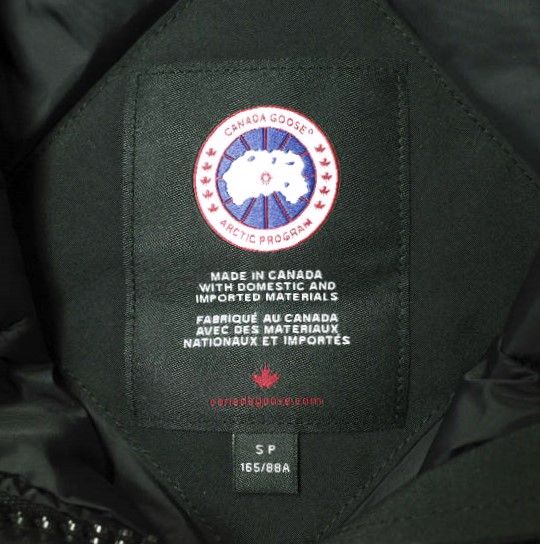 CANADA GOOSE®
ARCTIC PROGRAM
MADE IN CANADA
WITH DOMESTIC AND
IMPORTED MATERIALS
FABRIQUÉ AU CANADA
AVEC DES MATERIAUX
NATIONAUX ET IMPORTÉS
canadagoose.com
S P
165/88A